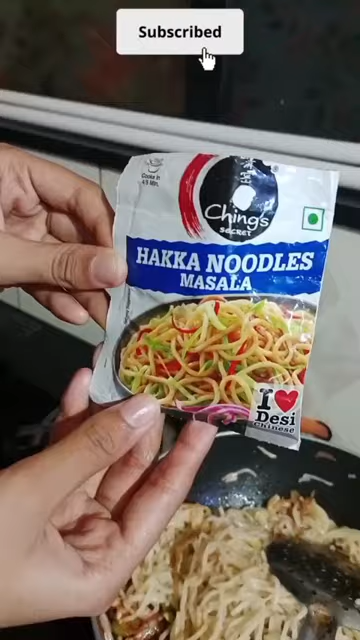 Subscribed
Cook in
4/5 Min.
Ching's
SECRET
HAKKA NOODLES
MASALA
I
Desi
Chinese